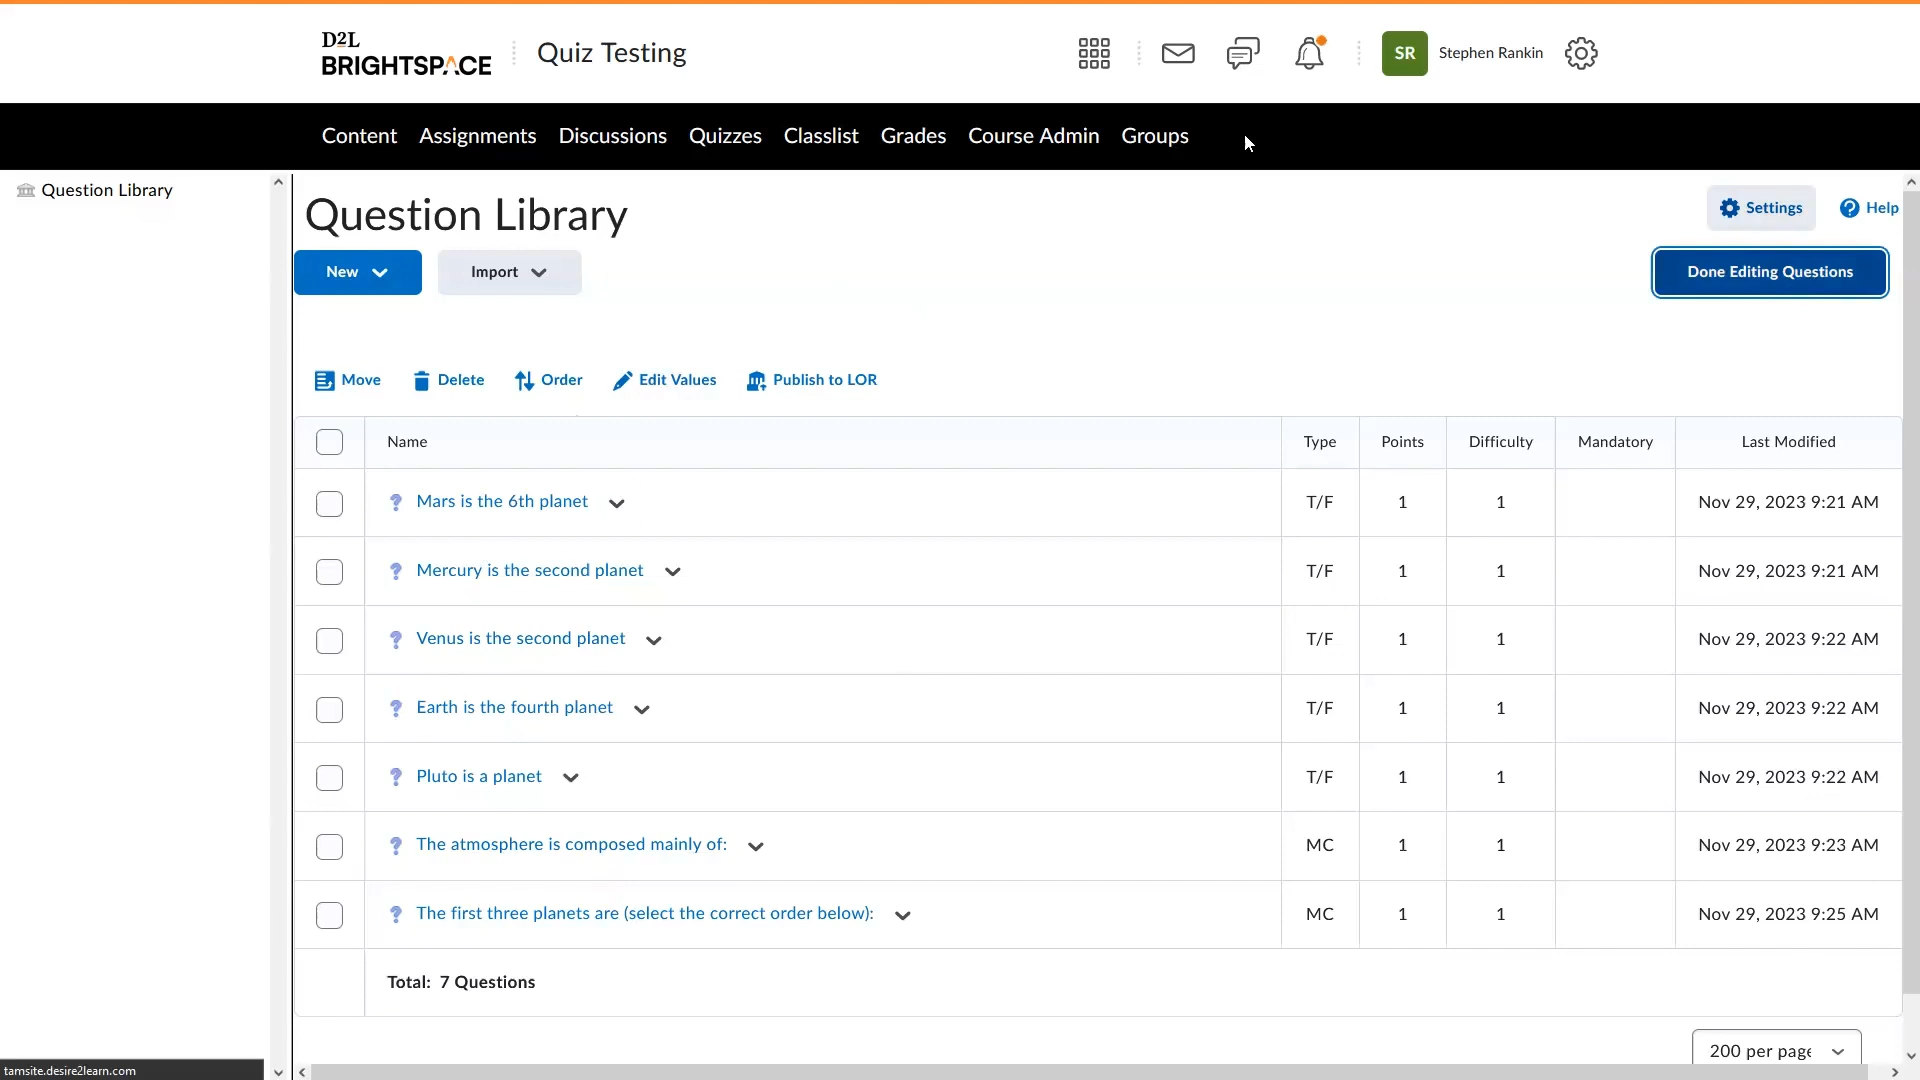 D2L
BRIGHTSPACE
Quiz Testing
SR
Stephen Rankin
Content Assignments Discussions Quizzes Classlist Grades Course Admin Groups
Question Library
Question Library
Settings
Help
New
Import
Done Editing Questions
Move Delete Order Edit Values Publish to LOR
Name Type Points Difficulty Mandatory Last Modified
? Mars is the 6th planet T/F 1 1 Nov 29, 2023 9:21 AM
? Mercury is the second planet T/F 1 1 Nov 29, 2023 9:21 AM
? Venus is the second planet T/F 1 1 Nov 29, 2023 9:22 AM
? Earth is the fourth planet T/F 1 1 Nov 29, 2023 9:22 AM
? Pluto is a planet T/F 1 1 Nov 29, 2023 9:22 AM
? The atmosphere is composed mainly of: MC 1 1 Nov 29, 2023 9:23 AM
? The first three planets are (select the correct order below): MC 1 1 Nov 29, 2023 9:25 AM
Total: 7 Questions
200 per page
tamsite.desire2learn.com